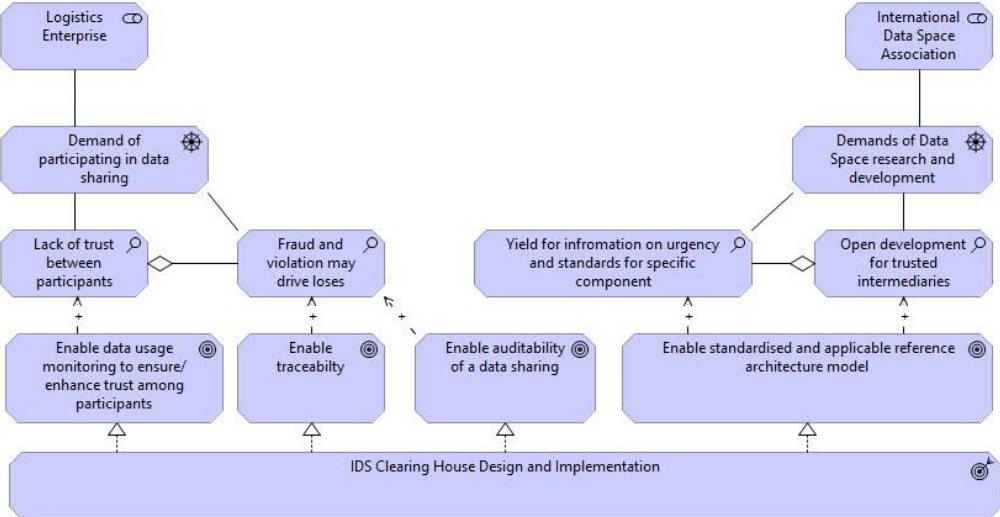 Logistics
Enterprise
International
Data Space
Association
Demand of
participating in data
sharing
Demands of Data
Space research and
development
Lack of trust
between
participants
Fraud and
violation may
drive loses
Yield for infromation on urgency
and standards for specific
component
Open development
for trusted
intermediaries
+
+
+
+
+
Enable data usage
monitoring to ensure/
enhance trust among
participants
Enable
traceabilty
Enable auditability
of a data sharing
Enable standardised and applicable reference
architecture model
IDS Clearing House Design and Implementation